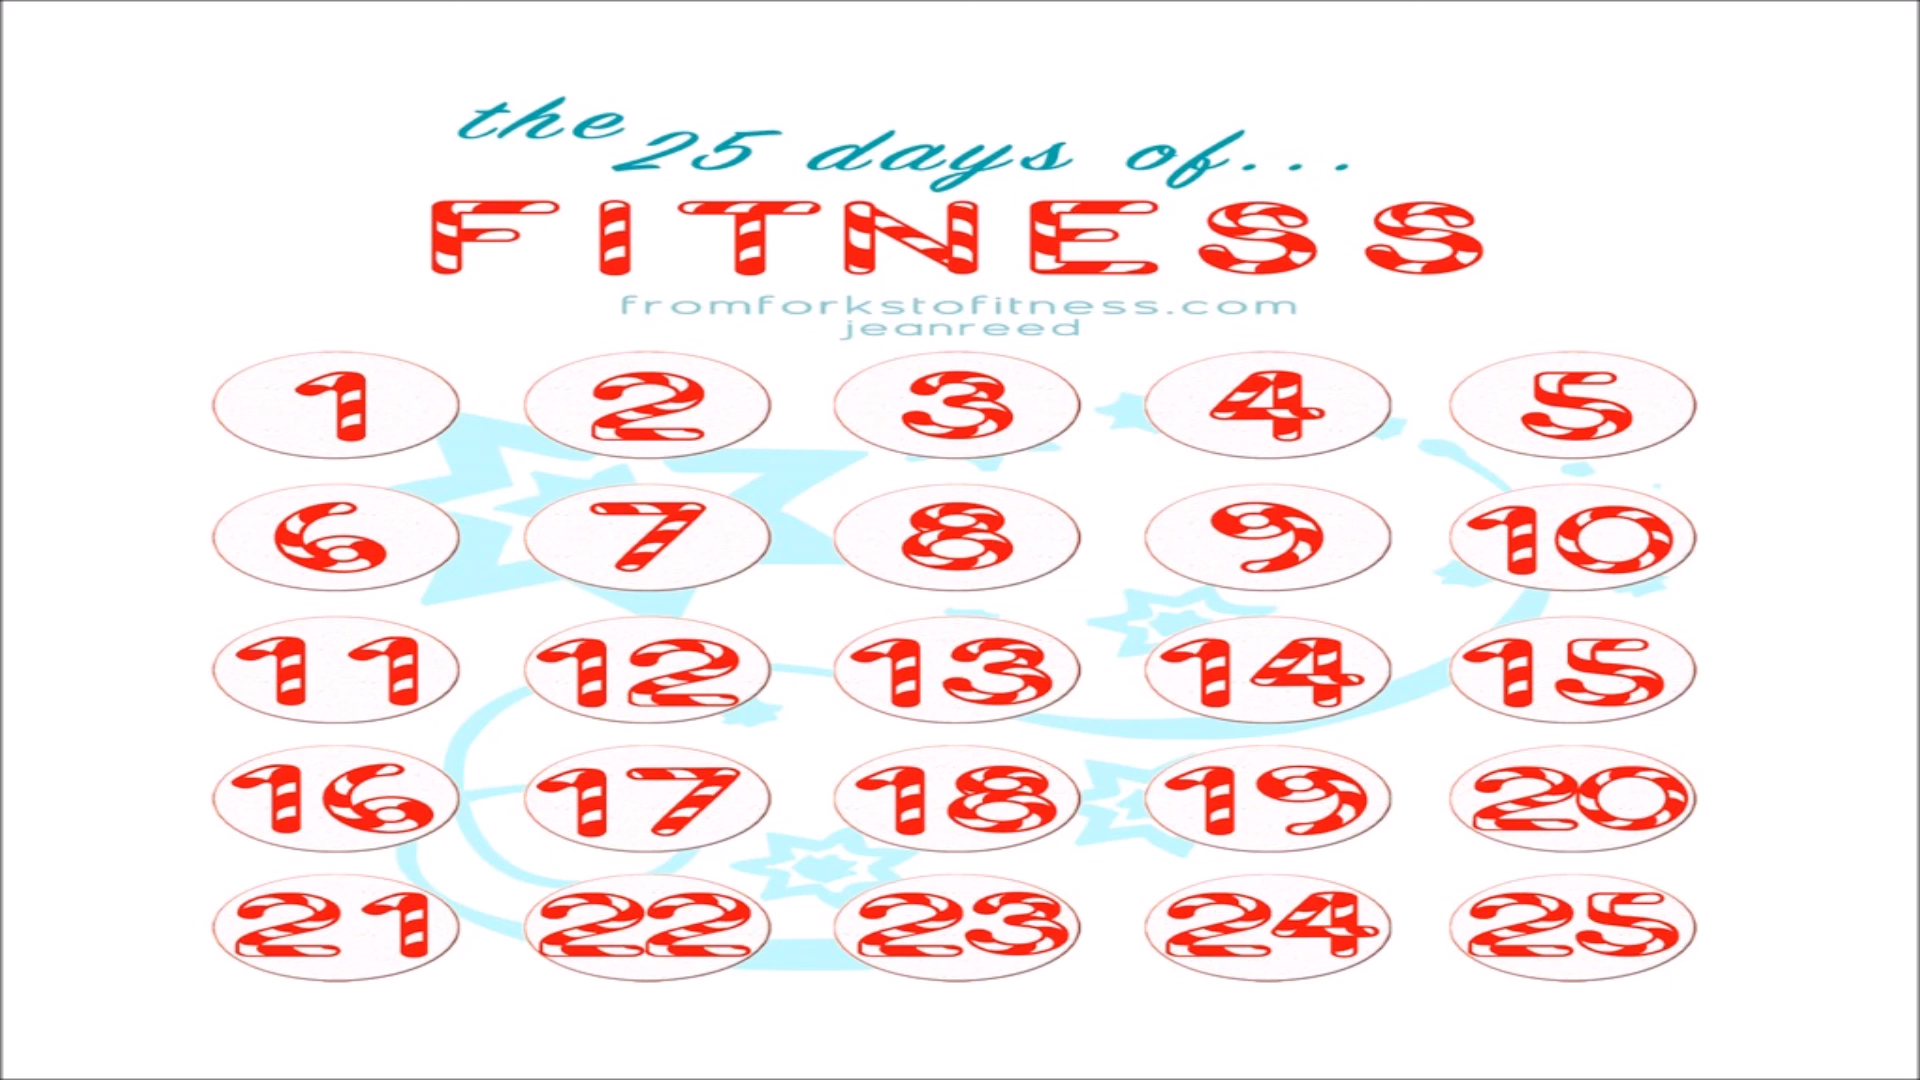 the 25 days of...
FITNESS
fromforkstofitness.com
jeanreed
1 2 3 4 5
6 7 8 9 10
11 12 13 14 15
16 17 18 19 20
21 22 23 24 25